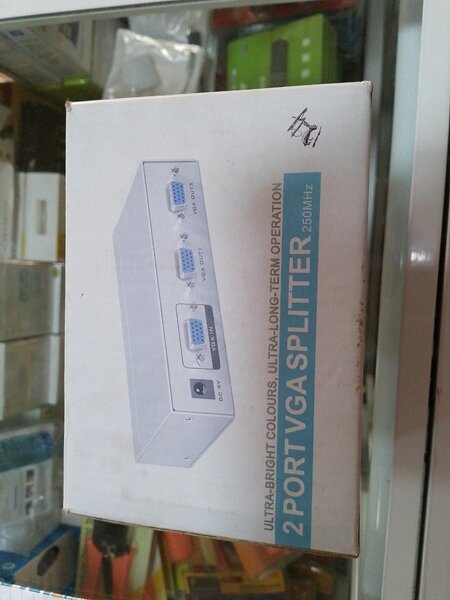 VGA OUT2
VGA OUT1
VGA IN
DC 9V
ULTRA-BRIGHT COLOURS, ULTRA-LONG-TERM OPERATION
2 PORT VGA SPLITTER 250MHz